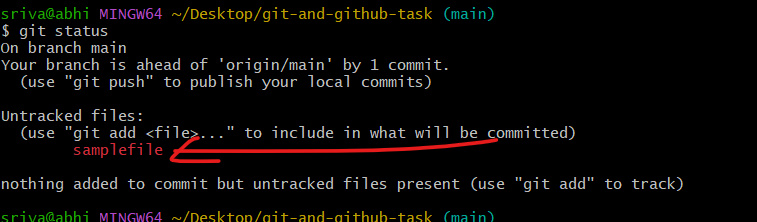 sriva@abhi MINGW64 ~/Desktop/git-and-github-task (main)
$ git status
On branch main
Your branch is ahead of 'origin/main' by 1 commit.
  (use "git push" to publish your local commits)

Untracked files:
  (use "git add <file>..." to include in what will be committed)
        samplefile

nothing added to commit but untracked files present (use "git add" to track)

sriva@abhi MINGW64 ~/Desktop/git-and-github-task (main)